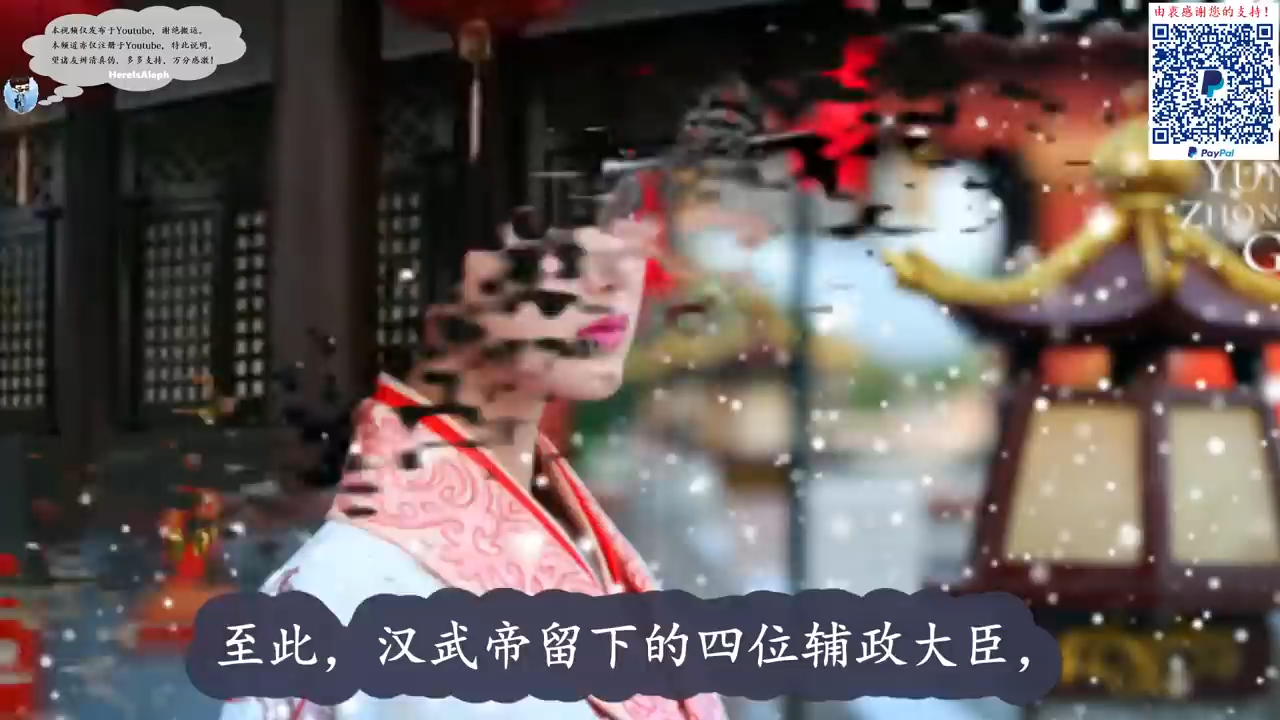 本视频仅发布于Youtube，谢绝搬运。
本频道亦仅注册于Youtube，特此说明。
望诸友辨清真伪，多多支持，万分感激！
HereIsAleph
由衷感谢您的支持！
PayPal
YUN
ZHON
G
至此，汉武帝留下的四位辅政大臣，